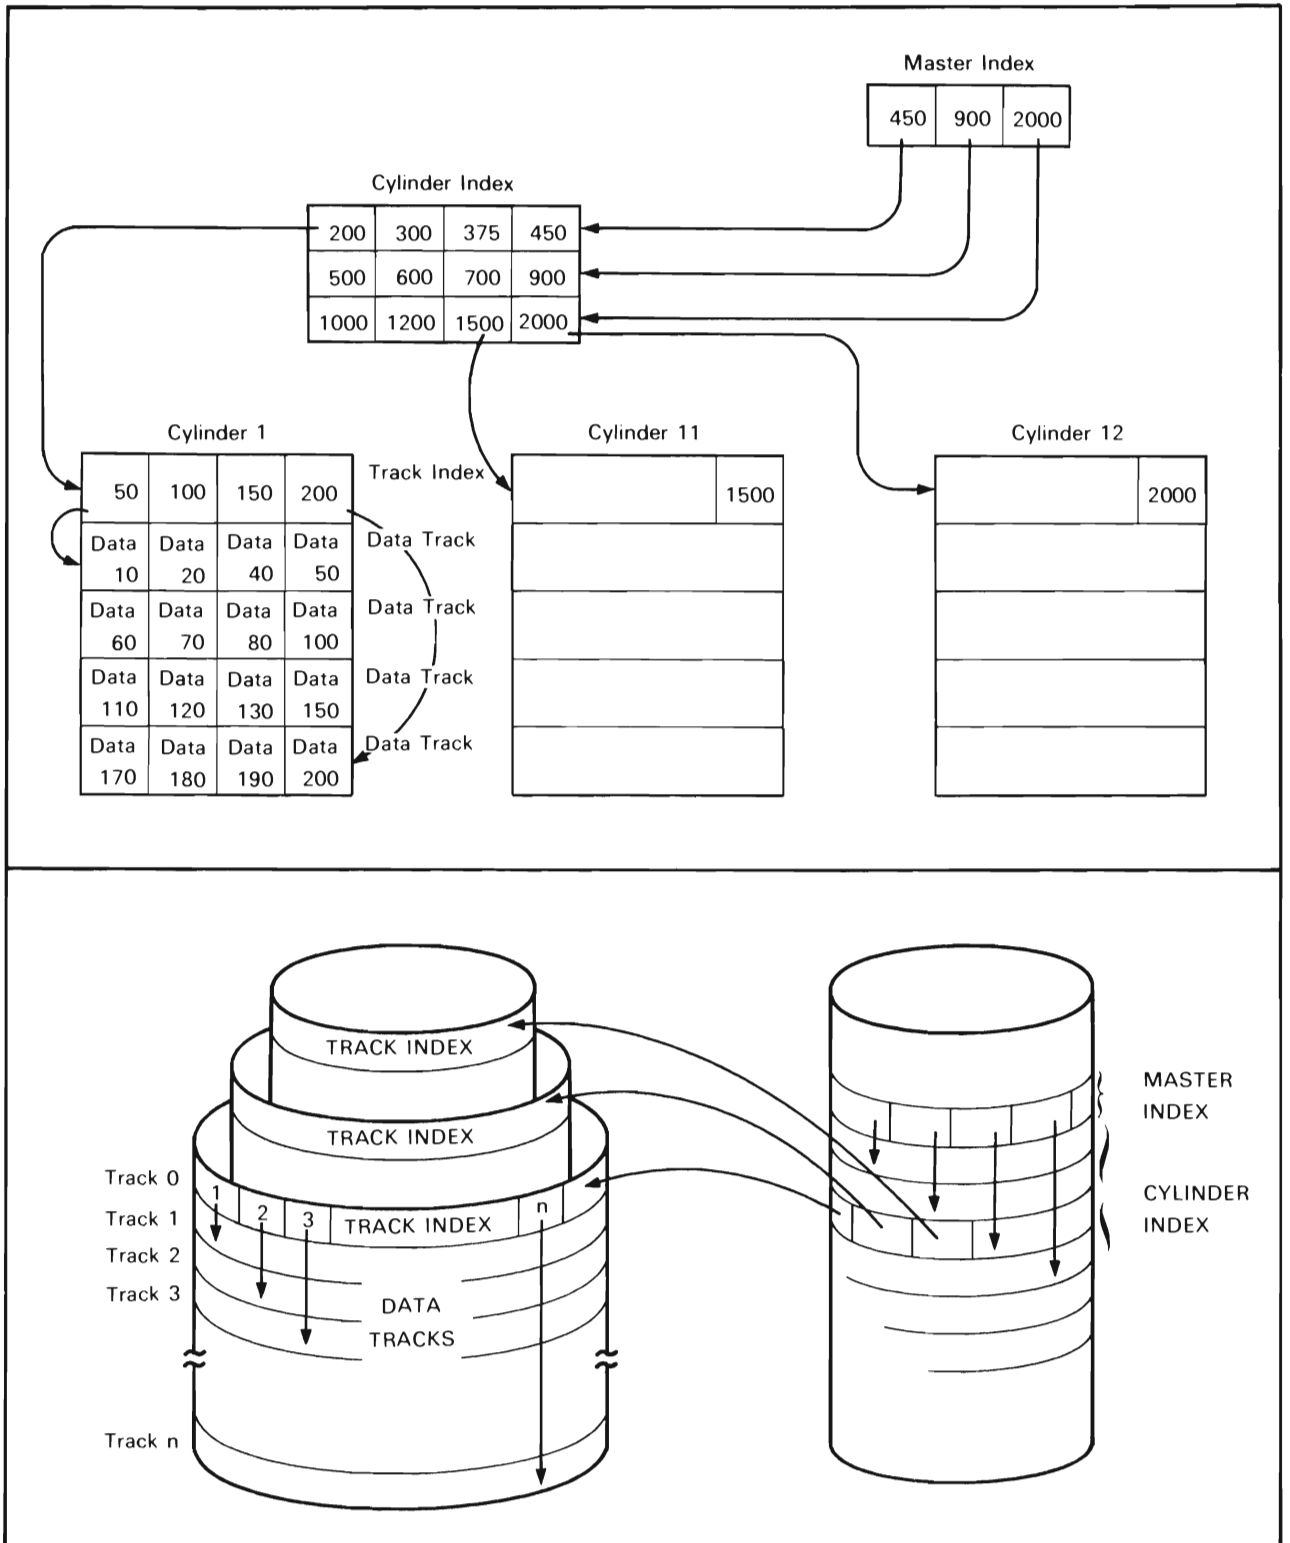 Master Index
450 900 2000
Cylinder Index
200 300 375 450
500 600 700 900
1000 1200 1500 2000
Cylinder 1
Cylinder 11
Cylinder 12
50 100 150 200
Track Index
1500
2000
Data Data Data Data
10 20 40 50
Data Track
Data Data Data Data
60 70 80 100
Data Track
Data Data Data Data
110 120 130 150
Data Track
Data Data Data Data
170 180 190 200
Data Track
TRACK INDEX
TRACK INDEX
Track 0
1 2 3 TRACK INDEX n
Track 1
Track 2
Track 3
DATA
TRACKS
Track n
MASTER
INDEX
CYLINDER
INDEX